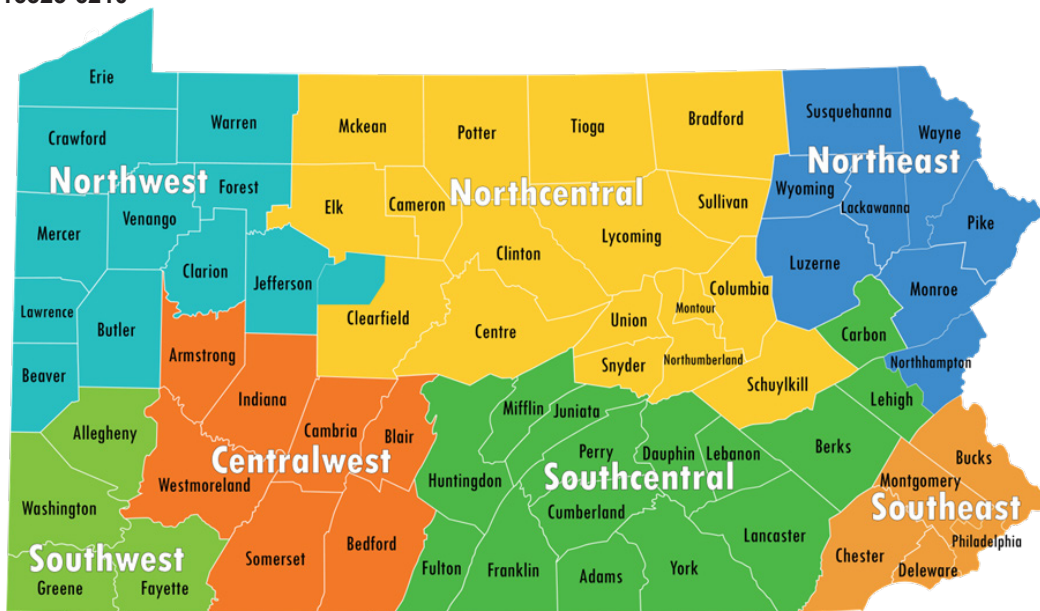 Erie
Warren
Mckean
Potter
Tioga
Bradford
Susquehanna
Wayne
Crawford
Northwest
Forest
Northcentral
Northeast
Elk
Cameron
Sullivan
Wyoming
Lackawanna
Mercer
Venango
Lycoming
Pike
Clinton
Clarion
Jefferson
Luzerne
Columbia
Monroe
Lawrence
Butler
Clearfield
Centre
Union
Montour
Carbon
Armstrong
Snyder
Northumberland
Northhampton
Beaver
Schuylkill
Indiana
Lehigh
Mifflin
Juniata
Allegheny
Cambria
Blair
Perry
Dauphin
Lebanon
Berks
Bucks
Centralwest
Huntingdon
Southcentral
Montgomery
Westmoreland
Washington
Cumberland
Southeast
Lancaster
Philadelphia
Southwest
Somerset
Bedford
Chester
Deleware
Greene
Fayette
Fulton
Franklin
Adams
York